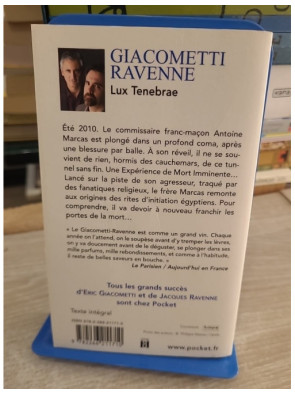 GIACOMETTI
RAVENNE
Lux Tenebrae
Été 2010. Le commissaire franc-maçon Antoine
Marcas est plongé dans un profond coma, après
une blessure par balle. À son réveil, il ne se sou-
vient de rien, hormis des cauchemars, de ce tun-
nel sans fin. Une Expérience de Mort Imminente...
Lancé sur la piste de son agresseur, traqué par
des fanatiques religieux, le frère Marcas remonte
aux origines des rites d'initiation égyptiens. Pour
comprendre, il va devoir à nouveau franchir les
portes de la mort...
« Le Giacometti-Ravenne est comme un grand vin. Chaque
année on l'attend, on le soupèse avant d'y tremper les lèvres,
on y va doucement avant de le déguster, se plonger dans ses
mille parfums, mille rebondissements, et comme à l'habitude,
il reste de belles saveurs en bouche. »
Le Parisien / Aujourd'hui en France
Tous les grands succès
d'Eric Giacometti et de Jacques Ravenne
sont chez Pocket
Texte intégral
www.pocket.fr